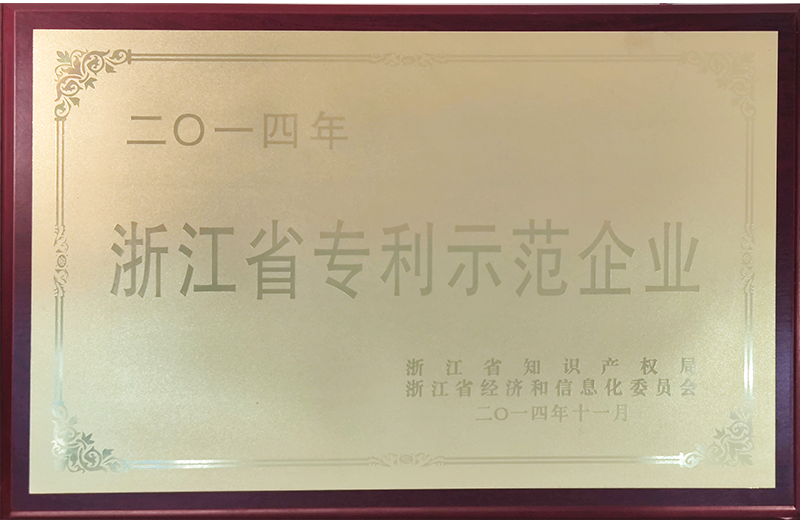 二〇一四年
浙江省专利示范企业
浙江省知识产权局
浙江省经济和信息化委员会
二〇一四年十一月